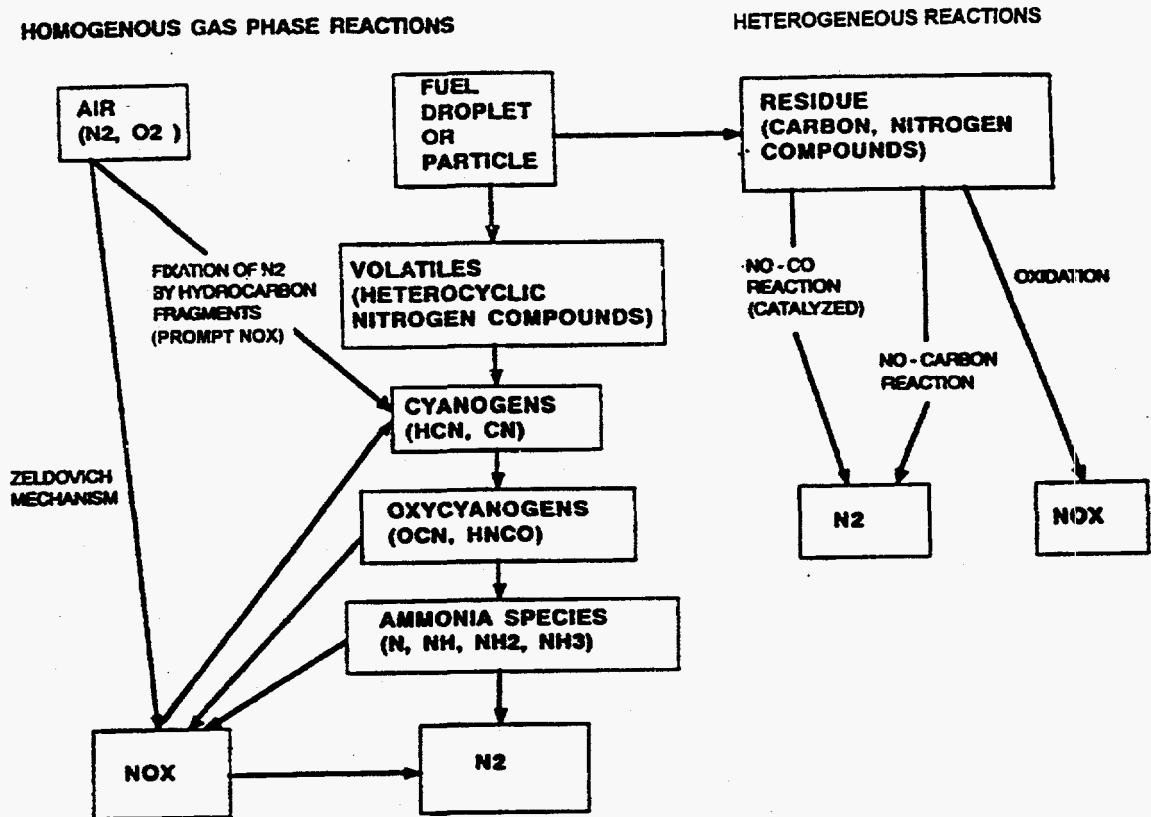 HOMOGENOUS GAS PHASE REACTIONS
HETEROGENEOUS REACTIONS
AIR
(N2, O2 )
FUEL
DROPLET
OR
PARTICLE
RESIDUE
(CARBON, NITROGEN
COMPOUNDS)
FIXATION OF N2
BY HYDROCARBON
FRAGMENTS
(PROMPT NOX)
VOLATILES
(HETEROCYCLIC
NITROGEN COMPOUNDS)
NO - CO
REACTION
(CATALYZED)
OXIDATION
NO - CARBON
REACTION
CYANOGENS
(HCN, CN)
ZELDOVICH
MECHANISM
OXYCYANOGENS
(OCN, HNCO)
N2
NOX
AMMONIA SPECIES
(N, NH, NH2, NH3)
NOX
N2